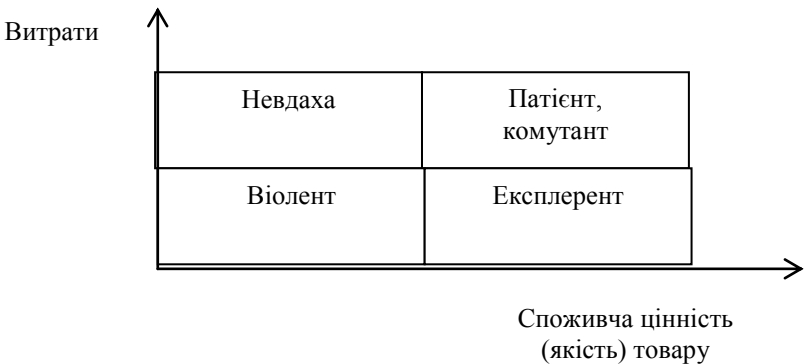 Витрати
Невдаха
Патієнт,
комутант
Віолент
Експлерент
Споживча цінність
(якість) товару